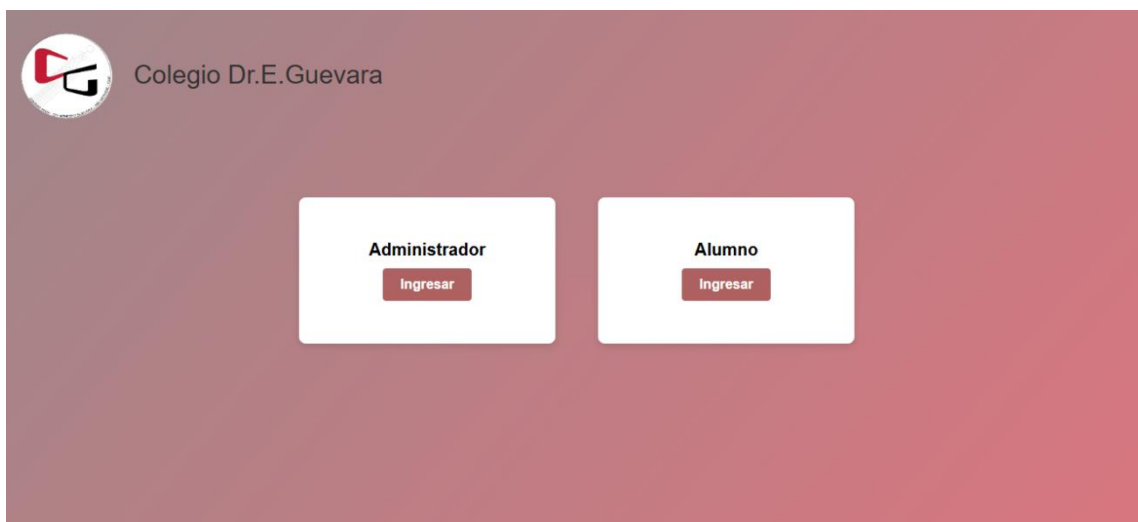 Colegio Dr.E.Guevara
Administrador
Ingresar
Alumno
Ingresar